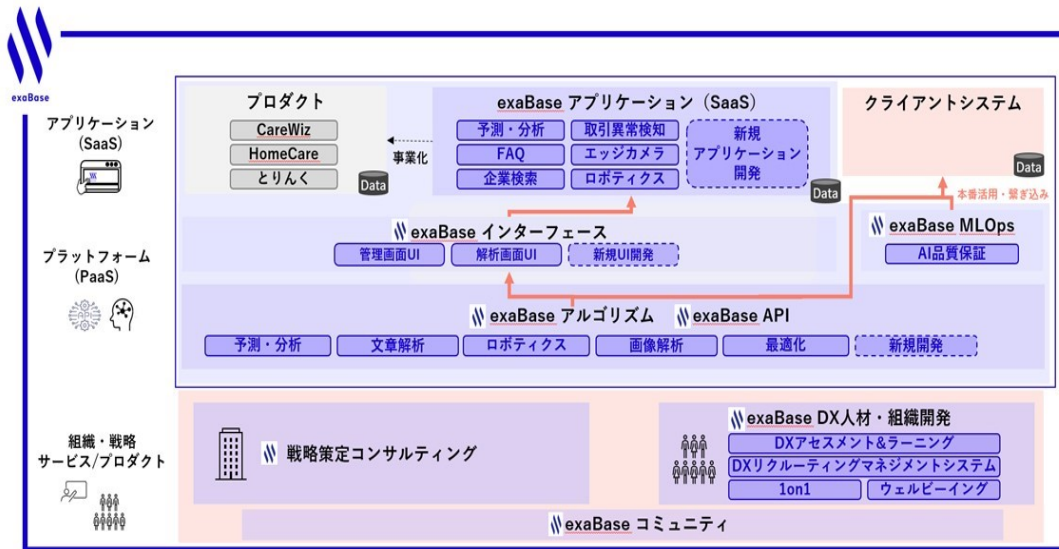 exaBase
アプリケーション
(SaaS)
プロダクト
CareWiz
HomeCare
とりんく
Data
事業化
exaBase アプリケーション（SaaS）
予測・分析
取引異常検知
FAQ
エッジカメラ
企業検索
ロボティクス
新規
アプリケーション
開発
Data
クライアントシステム
Data
本番活用・繋ぎ込み
プラットフォーム
(PaaS)
exaBase インターフェース
管理画面UI
解析画面UI
新規UI開発
exaBase MLOps
AI品質保証
exaBase アルゴリズム
exaBase API
予測・分析
文章解析
ロボティクス
画像解析
最適化
新規開発
組織・戦略
サービス/プロダクト
戦略策定コンサルティング
exaBase DX人材・組織開発
DXアセスメント&ラーニング
DXリクルーティングマネジメントシステム
1on1
ウェルビーイング
exaBase コミュニティ